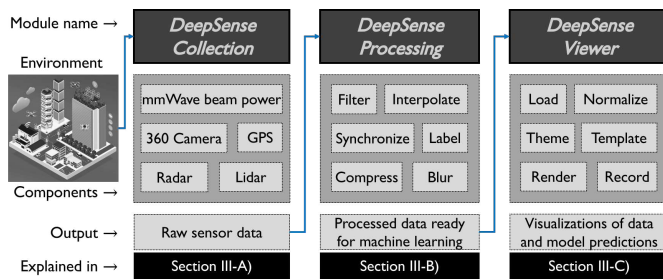 Module name →
DeepSense
Collection
DeepSense
Processing
DeepSense
Viewer
Environment
mmWave beam power
360 Camera
GPS
Radar
Lidar
Filter
Interpolate
Synchronize
Label
Compress
Blur
Load
Normalize
Theme
Template
Render
Record
Components →
Output →
Raw sensor data
Processed data ready
for machine learning
Visualizations of data
and model predictions
Explained in →
Section III-A)
Section III-B)
Section III-C)